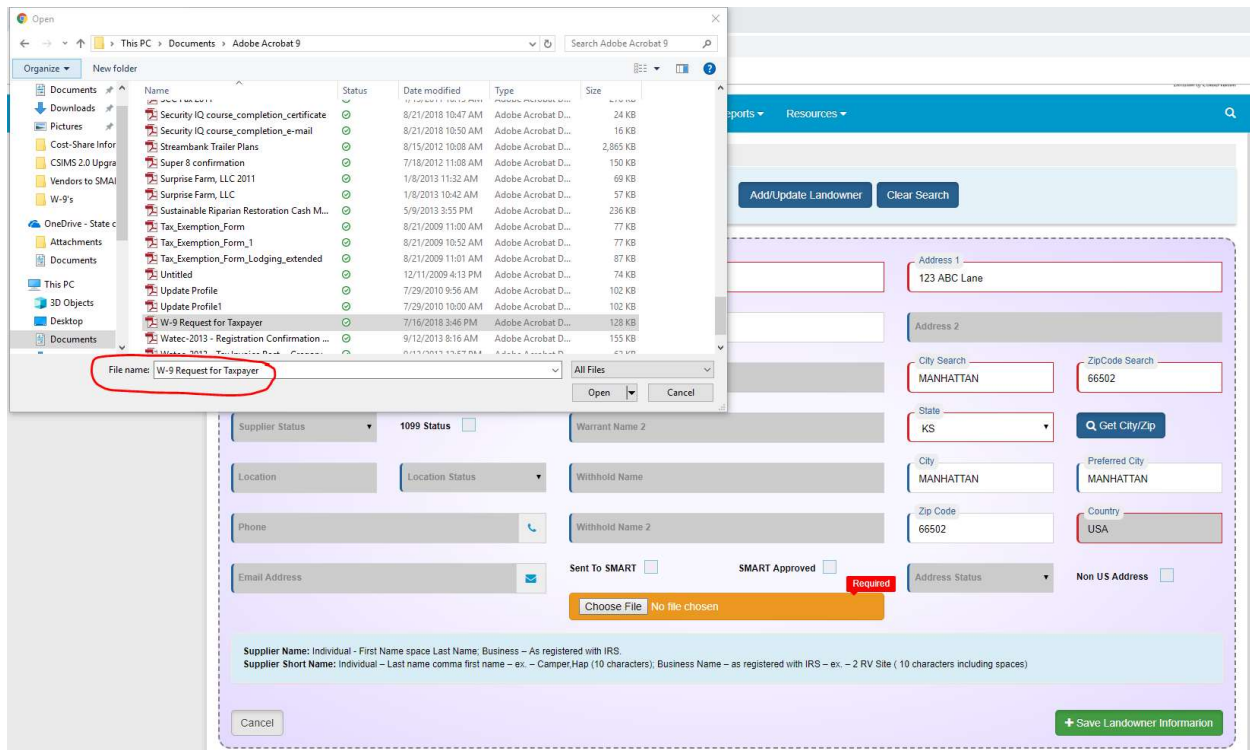 Open
This PC > Documents > Adobe Acrobat 9
Search Adobe Acrobat 9
Organize
New folder
Documents
Downloads
Pictures
Cost-Share Infor
CSIMS 2.0 Upgra
Vendors to SMAI
W-9's
OneDrive - State c
Attachments
Documents
This PC
3D Objects
Desktop
Documents
Name Status Date modified Type Size
Security IQ course_completion_certificate 8/21/2018 10:47 AM Adobe Acrobat D... 24 KB
Security IQ course_completion_e-mail 8/21/2018 10:50 AM Adobe Acrobat D... 16 KB
Streambank Trailer Plans 8/15/2012 10:08 AM Adobe Acrobat D... 2,865 KB
Super 8 confirmation 7/18/2012 11:08 AM Adobe Acrobat D... 150 KB
Surprise Farm, LLC 2011 1/8/2013 11:32 AM Adobe Acrobat D... 69 KB
Surprise Farm, LLC 1/8/2013 10:42 AM Adobe Acrobat D... 57 KB
Sustainable Riparian Restoration Cash M... 5/9/2013 3:55 PM Adobe Acrobat D... 236 KB
Tax_Exemption_Form 8/21/2009 11:00 AM Adobe Acrobat D... 77 KB
Tax_Exemption_Form_1 8/21/2009 10:52 AM Adobe Acrobat D... 77 KB
Tax_Exemption_Form_Lodging_extended 8/21/2009 11:01 AM Adobe Acrobat D... 87 KB
Untitled 12/11/2009 4:13 PM Adobe Acrobat D... 74 KB
Update Profile 7/29/2010 9:56 AM Adobe Acrobat D... 102 KB
Update Profile1 7/29/2010 10:00 AM Adobe Acrobat D... 102 KB
W-9 Request for Taxpayer 7/16/2018 3:46 PM Adobe Acrobat D... 128 KB
Watec-2013 - Registration Confirmation ... 9/12/2013 8:16 AM Adobe Acrobat D... 155 KB
File name: W-9 Request for Taxpayer
All Files
Open Cancel
eports Resources
Add/Update Landowner Clear Search
Address 1
123 ABC Lane
Address 2
City Search ZipCode Search
MANHATTAN 66502
Supplier Status 1099 Status Warrant Name 2
State
KS
Get City/Zip
Location Location Status Withhold Name
City Preferred City
MANHATTAN MANHATTAN
Phone Withhold Name 2
Zip Code Country
66502 USA
Email Address
Sent To SMART SMART Approved
Required
Address Status Non US Address
Choose File No file chosen
Supplier Name: Individual - First Name space Last Name; Business – As registered with IRS.
Supplier Short Name: Individual – Last name comma first name – ex. – Camper,Hap (10 characters); Business Name – as registered with IRS – ex. – 2 RV Site ( 10 characters including spaces)
Cancel
+ Save Landowner Information